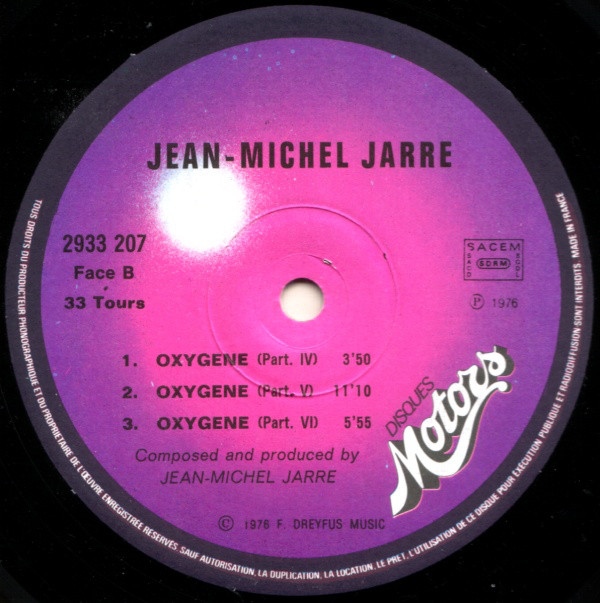 JEAN-MICHEL JARRE
2933 207
Face B
33 Tours
SACEM
SACD
SDRM
SGDL
Ⓟ 1976
1. OXYGENE (Part. IV) 3'50
2. OXYGENE (Part. V) 11'10
3. OXYGENE (Part. VI) 5'55
Composed and produced by
JEAN-MICHEL JARRE
DISQUES
Motors
© 1976 F. DREYFUS MUSIC
TOUS DROITS DU PRODUCTEUR PHONOGRAPHIQUE ET DU PROPRIETAIRE DE L'ŒUVRE ENREGISTREE RESERVES. SAUF AUTORISATION, LA DUPLICATION, LA LOCATION, LE PRET, L'UTILISATION DE CE DISQUE POUR EXECUTION PUBLIQUE ET RADIODIFFUSION SONT INTERDITS. MADE IN FRANCE